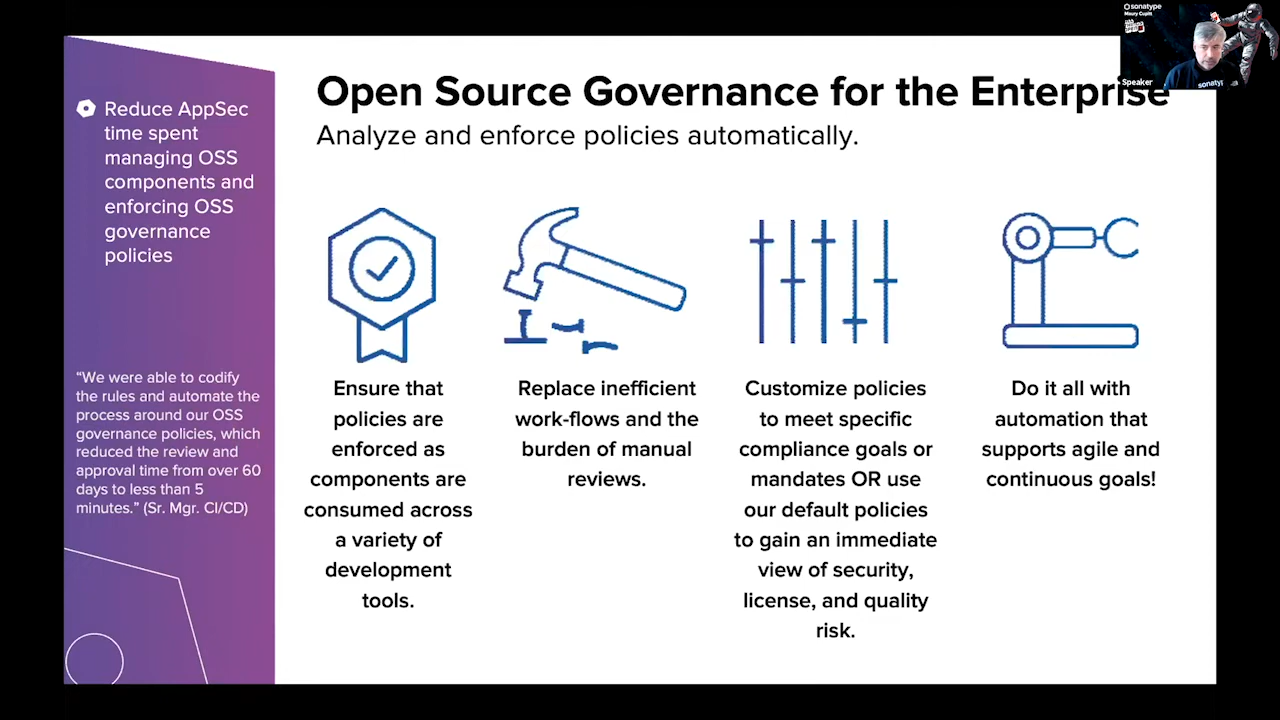 sonatype
Maury Cupitt
Speaker
sonatyp
Open Source Governance for the Enterprise
Analyze and enforce policies automatically.
Reduce AppSec
time spent
managing OSS
components and
enforcing OSS
governance
policies
“We were able to codify
the rules and automate the
process around our OSS
governance policies, which
reduced the review and
approval time from over 60
days to less than 5
minutes.” (Sr. Mgr. CI/CD)
Ensure that
policies are
enforced as
components are
consumed across
a variety of
development
tools.
Replace inefficient
work-flows and the
burden of manual
reviews.
Customize policies
to meet specific
compliance goals or
mandates OR use
our default policies
to gain an immediate
view of security,
license, and quality
risk.
Do it all with
automation that
supports agile and
continuous goals!